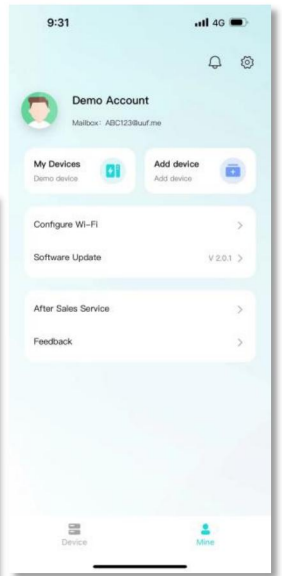 9:31
4G
Demo Account
Mailbox: ABC123@uuf.me
My Devices
Demo device
Add device
Add device
Configure Wi-Fi
Software Update
V 2.0.1
After Sales Service
Feedback
Device
Mine